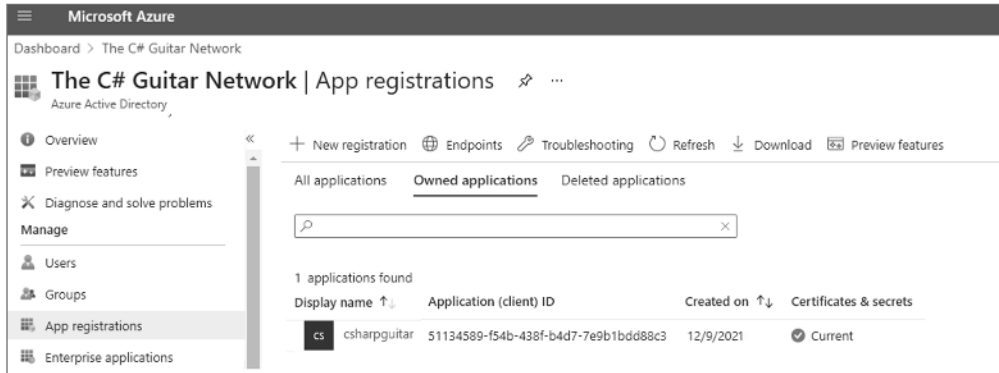 Microsoft Azure
Dashboard > The C# Guitar Network
The C# Guitar Network | App registrations
Azure Active Directory
Overview
Preview features
Diagnose and solve problems
Manage
Users
Groups
App registrations
Enterprise applications
New registration Endpoints Troubleshooting Refresh Download Preview features
All applications Owned applications Deleted applications
1 applications found
Display name Application (client) ID Created on Certificates & secrets
cs csharpguitar 51134589-f54b-438f-b4d7-7e9b1bdd88c3 12/9/2021 Current